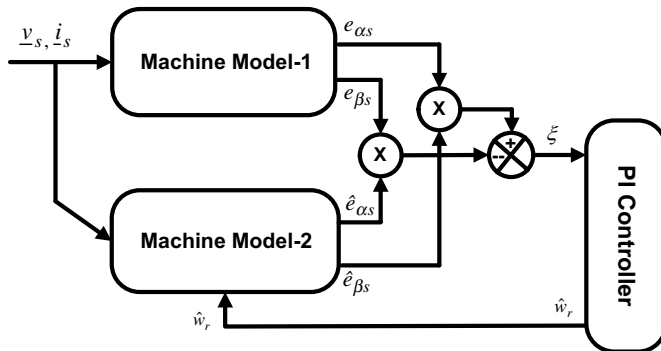 v_s, i_s
Machine Model-1
e_αs
e_βs
X
X
+
--
ξ
PI Controller
Machine Model-2
ê_αs
ê_βs
ŵ_r
ŵ_r